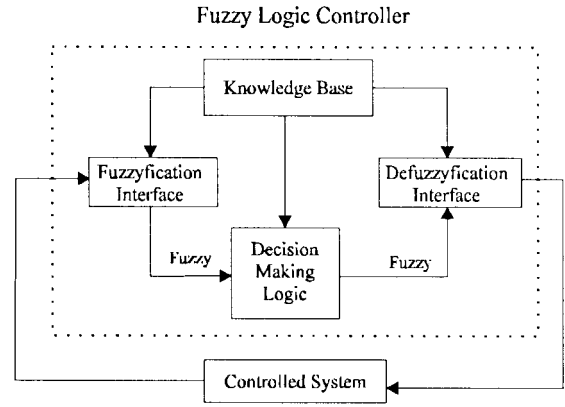 Fuzzy Logic Controller
Knowledge Base
Fuzzyfication
Interface
Defuzzyfication
Interface
Fuzzy
Decision
Making
Logic
Fuzzy
Controlled System